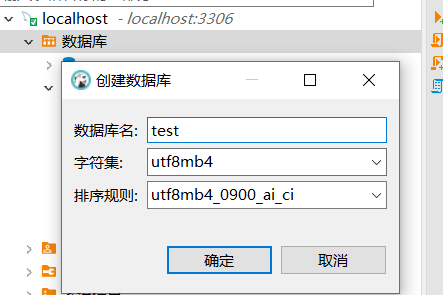 localhost - localhost:3306
数据库
创建数据库
数据库名: test
字符集: utf8mb4
排序规则: utf8mb4_0900_ai_ci
确定 取消